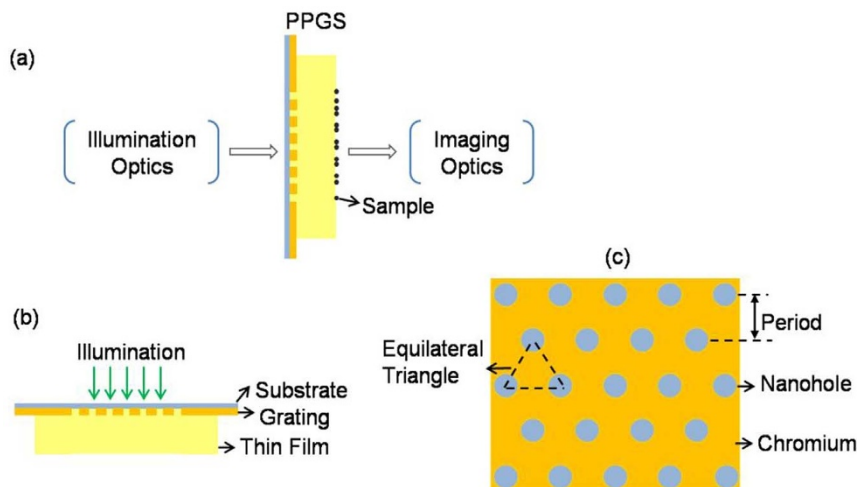 PPGS
(a)
Illumination
Optics
Imaging
Optics
Sample
(b)
Illumination
Substrate
Grating
Thin Film
(c)
Period
Equilateral
Triangle
Nanohole
Chromium